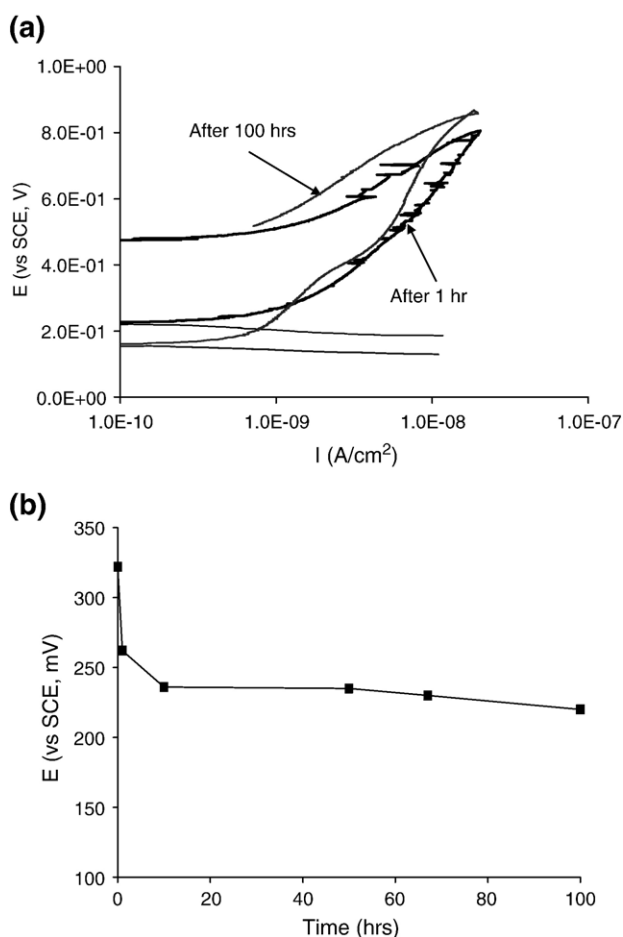 (a)
1.0E+00
8.0E-01
6.0E-01
4.0E-01
2.0E-01
0.0E+00
E (vs SCE, V)
After 100 hrs
After 1 hr
1.0E-10 1.0E-09 1.0E-08 1.0E-07
I (A/cm²)
(b)
350
300
250
200
150
100
E (vs SCE, mV)
0 20 40 60 80 100
Time (hrs)